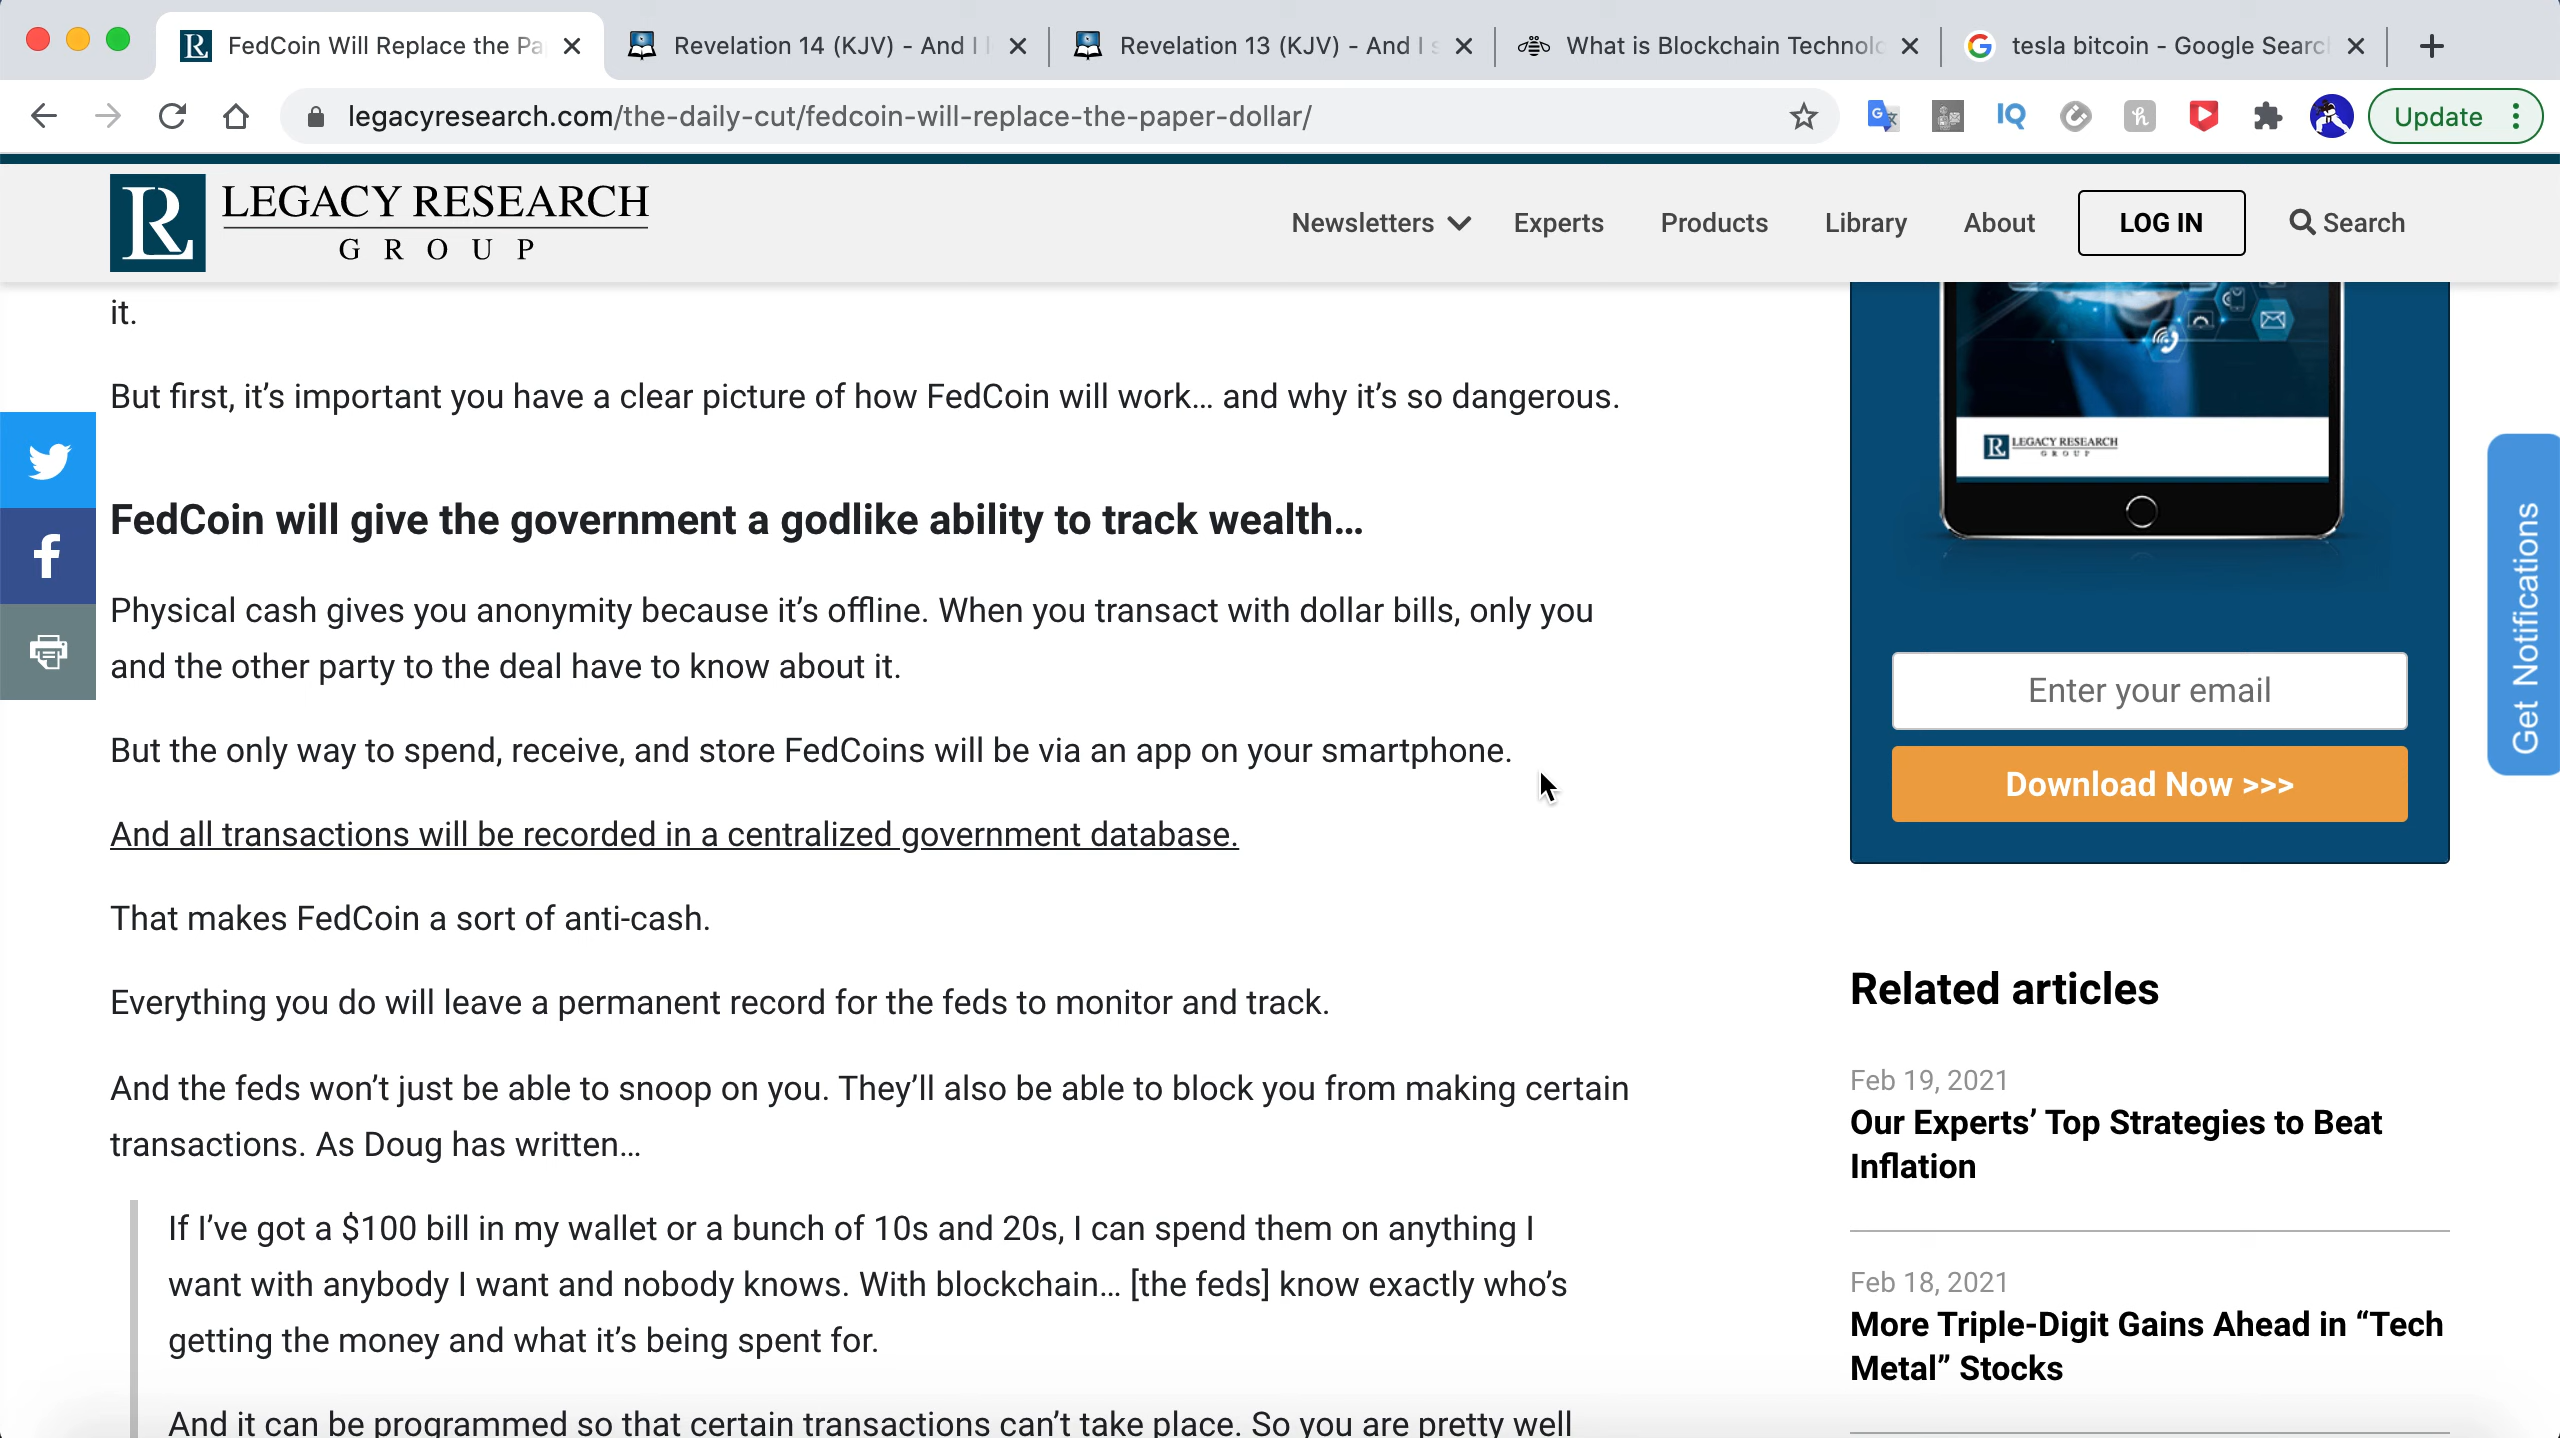 FedCoin Will Replace the Pa
Revelation 14 (KJV) - And I l
Revelation 13 (KJV) - And I s
What is Blockchain Technolo
tesla bitcoin - Google Searc
legacyresearch.com/the-daily-cut/fedcoin-will-replace-the-paper-dollar/
IQ
Update
LEGACY RESEARCH
GROUP
Newsletters
Experts
Products
Library
About
LOG IN
Search
it.
But first, it’s important you have a clear picture of how FedCoin will work... and why it’s so dangerous.
FedCoin will give the government a godlike ability to track wealth...
Physical cash gives you anonymity because it’s offline. When you transact with dollar bills, only you
and the other party to the deal have to know about it.
But the only way to spend, receive, and store FedCoins will be via an app on your smartphone.
And all transactions will be recorded in a centralized government database.
That makes FedCoin a sort of anti-cash.
Everything you do will leave a permanent record for the feds to monitor and track.
And the feds won’t just be able to snoop on you. They’ll also be able to block you from making certain
transactions. As Doug has written...
If I’ve got a $100 bill in my wallet or a bunch of 10s and 20s, I can spend them on anything I
want with anybody I want and nobody knows. With blockchain... [the feds] know exactly who’s
getting the money and what it’s being spent for.
And it can be programmed so that certain transactions can’t take place. So you are pretty well
LEGACY RESEARCH
GROUP
Enter your email
Download Now >>>
Get Notifications
Related articles
Feb 19, 2021
Our Experts’ Top Strategies to Beat
Inflation
Feb 18, 2021
More Triple-Digit Gains Ahead in “Tech
Metal” Stocks